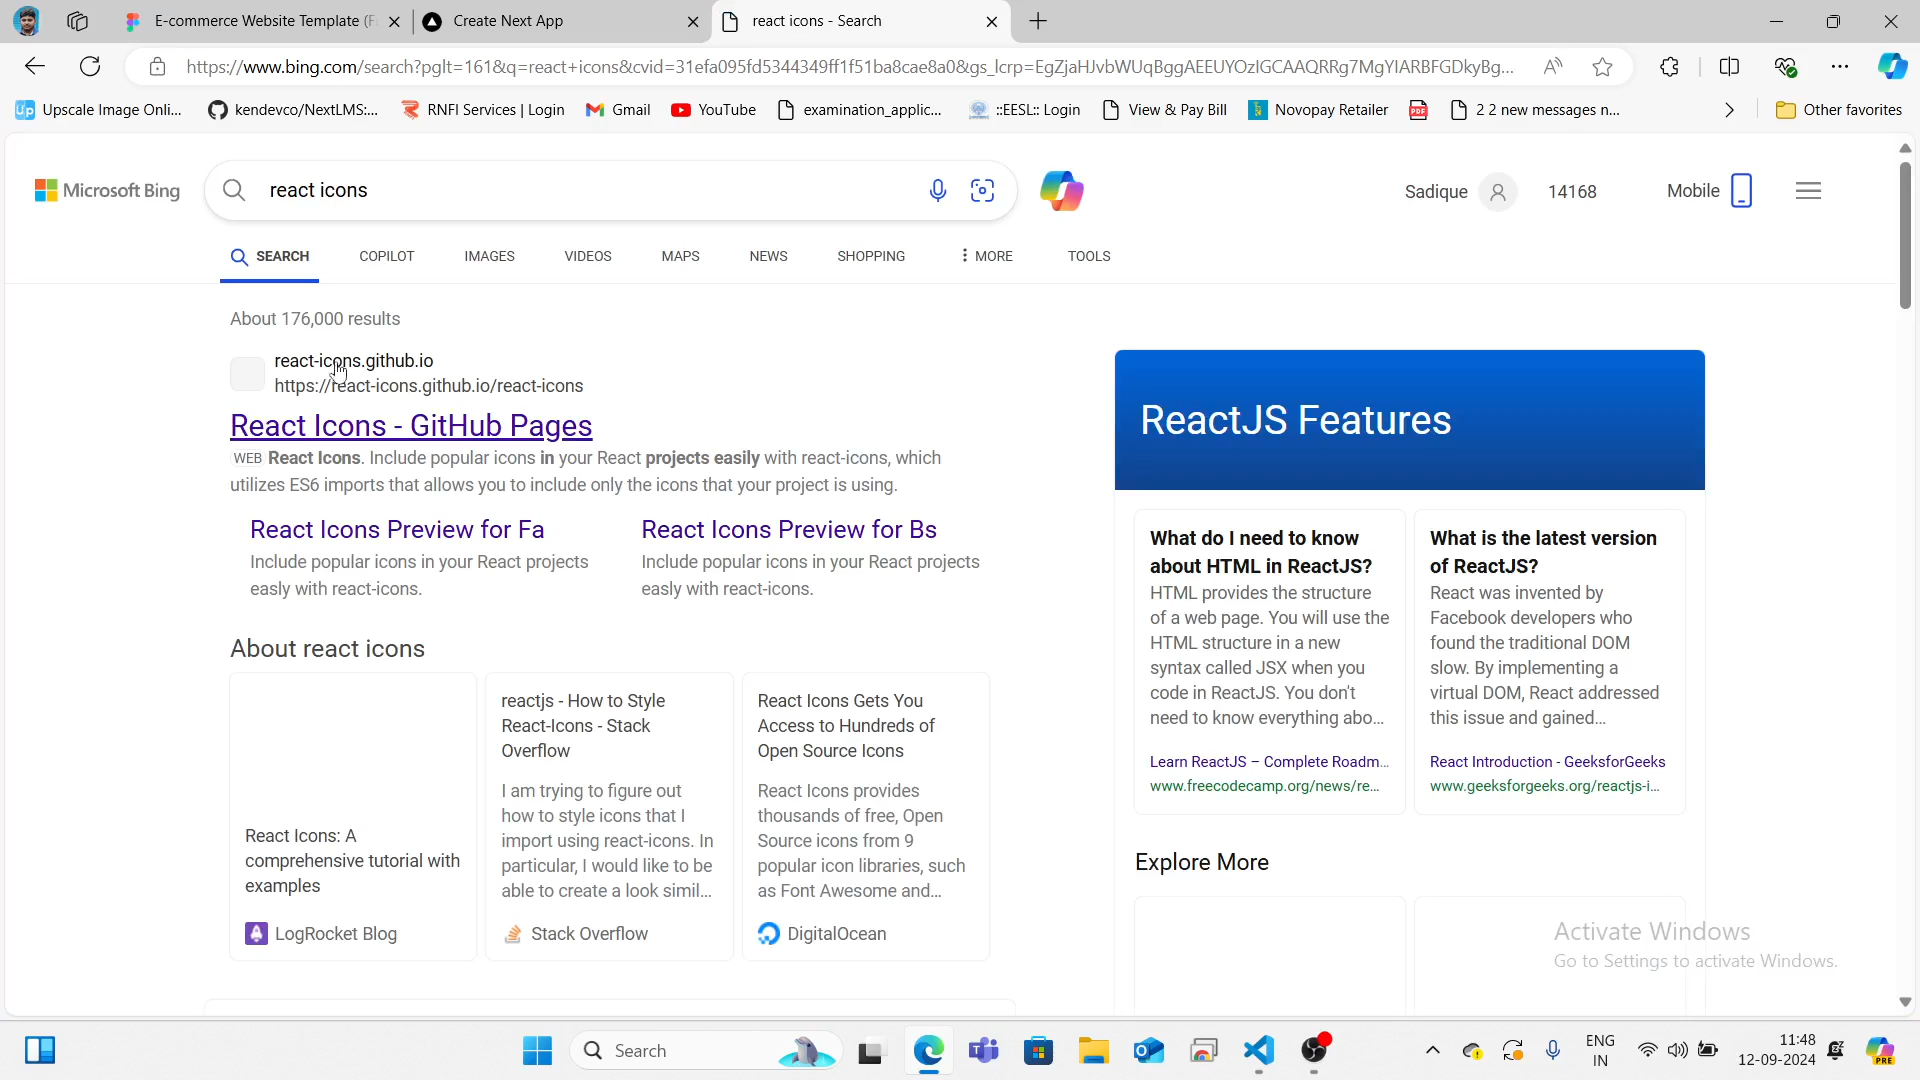 E-commerce Website Template (F
Create Next App
react icons - Search
https://www.bing.com/search?pglt=161&q=react+icons&cvid=31efa095fd5344349ff1f51ba8cae8a0&gs_lcrp=EgZjaHJvbWUqBggAEEUYOzIGCAAQRRg7MgYIARBFGDkyBg...
Upscale Image Onli...
kendevco/NextLMS:...
RNFI Services | Login
Gmail
YouTube
examination_applic...
::EESL:: Login
View & Pay Bill
Novopay Retailer
2 2 new messages n...
Other favorites
Microsoft Bing
react icons
Sadique
14168
Mobile
SEARCH
COPILOT
IMAGES
VIDEOS
MAPS
NEWS
SHOPPING
MORE
TOOLS
About 176,000 results
react-icons.github.io
https://react-icons.github.io/react-icons
React Icons - GitHub Pages
WEB React Icons. Include popular icons in your React projects easily with react-icons, which
utilizes ES6 imports that allows you to include only the icons that your project is using.
React Icons Preview for Fa
Include popular icons in your React projects
easily with react-icons.
React Icons Preview for Bs
Include popular icons in your React projects
easily with react-icons.
About react icons
React Icons: A
comprehensive tutorial with
examples
LogRocket Blog
reactjs - How to Style
React-Icons - Stack
Overflow
I am trying to figure out
how to style icons that I
import using react-icons. In
particular, I would like to be
able to create a look simil...
Stack Overflow
React Icons Gets You
Access to Hundreds of
Open Source Icons
React Icons provides
thousands of free, Open
Source icons from 9
popular icon libraries, such
as Font Awesome and...
DigitalOcean
ReactJS Features
What do I need to know
about HTML in ReactJS?
HTML provides the structure
of a web page. You will use the
HTML structure in a new
syntax called JSX when you
code in ReactJS. You don't
need to know everything abo...
Learn ReactJS – Complete Roadm...
www.freecodecamp.org/news/re...
What is the latest version
of ReactJS?
React was invented by
Facebook developers who
found the traditional DOM
slow. By implementing a
virtual DOM, React addressed
this issue and gained...
React Introduction - GeeksforGeeks
www.geeksforgeeks.org/reactjs-i...
Explore More
Activate Windows
Go to Settings to activate Windows.
Search
ENG
IN
11:48
12-09-2024